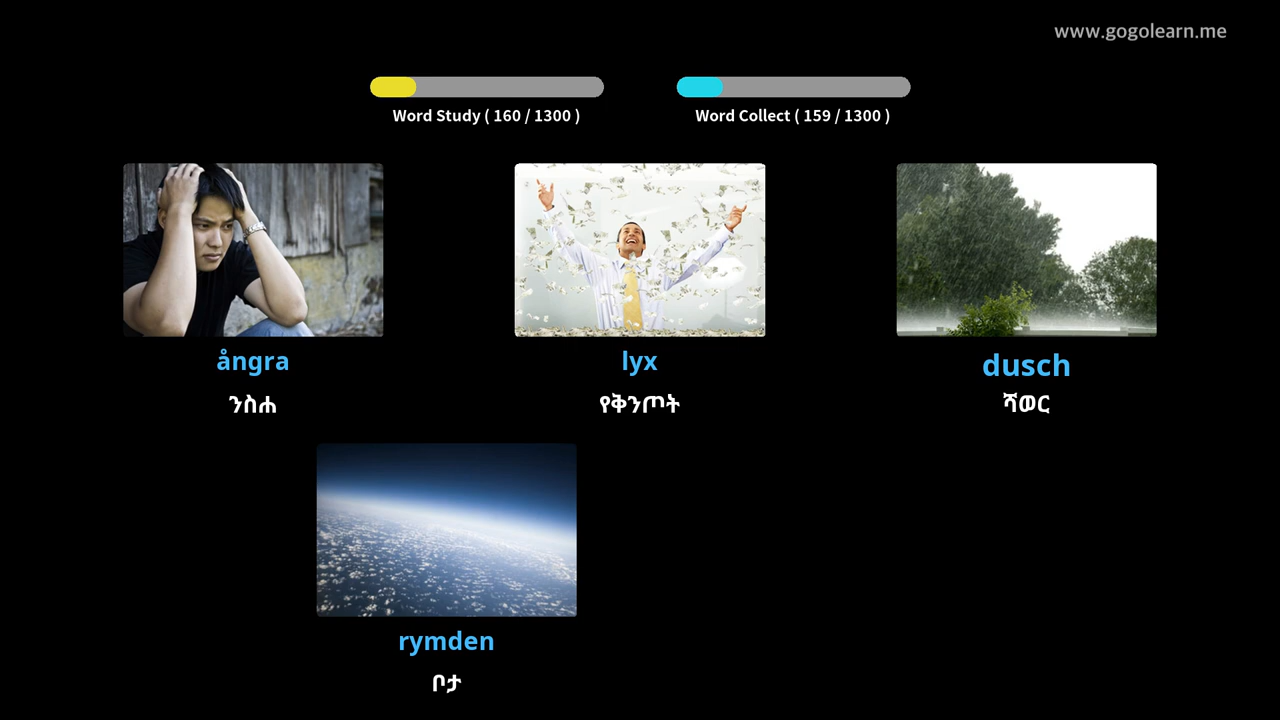 www.gogolearn.me
Word Study ( 160 / 1300 )
Word Collect ( 159 / 1300 )
ångra
ንስሐ
lyx
የቅንጦት
dusch
ሻወር
rymden
ቦታ